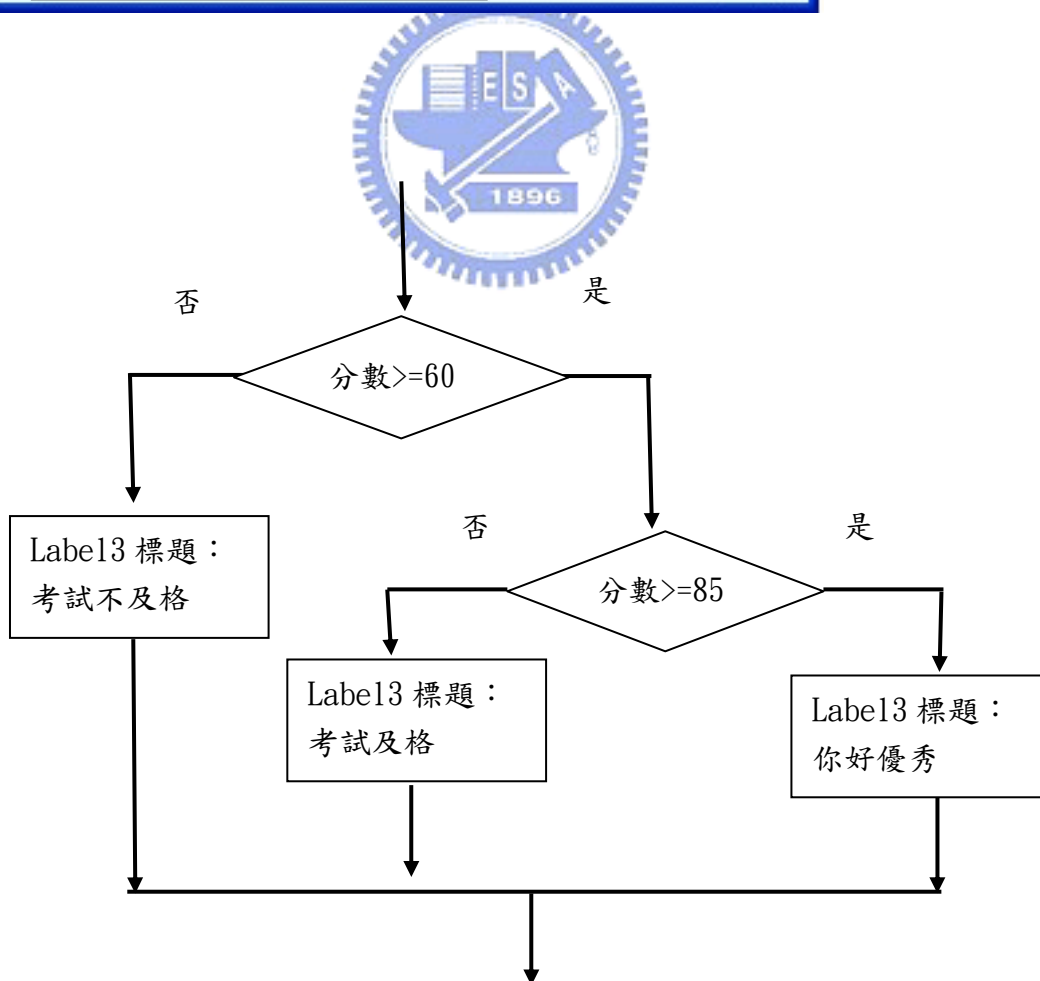 E S A
1896
否
是
分數>=60
Label3 標題：
考試不及格
否
是
分數>=85
Label3 標題：
考試及格
Label3 標題：
你好優秀